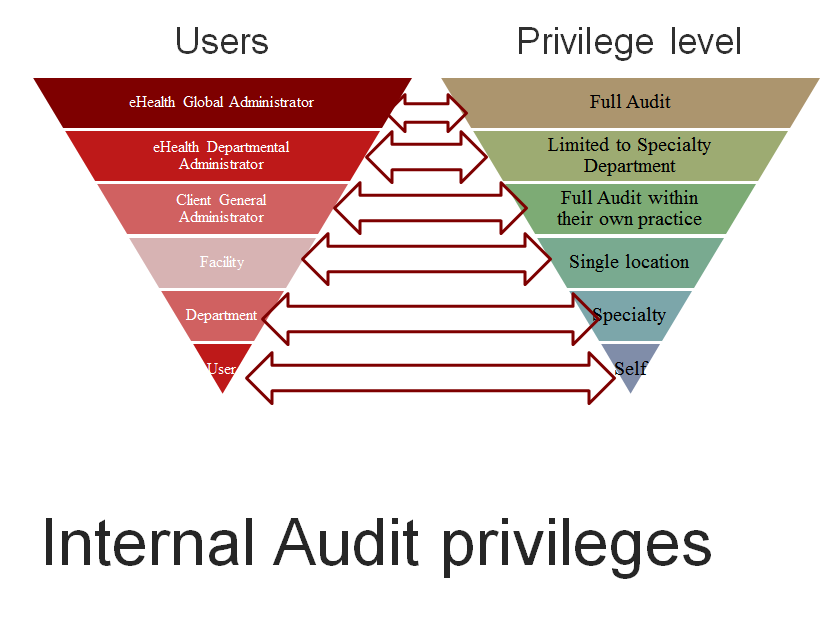 Users
Privilege level
eHealth Global Administrator
Full Audit
eHealth Departmental
Administrator
Limited to Specialty
Department
Client General
Administrator
Full Audit within
their own practice
Facility
Single location
Department
Specialty
User
Self
Internal Audit privileges